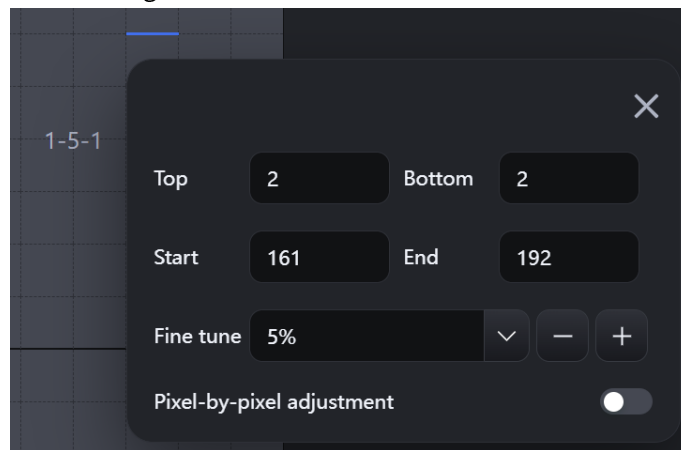 1-5-1
Top 2 Bottom 2
Start 161 End 192
Fine tune 5%
Pixel-by-pixel adjustment